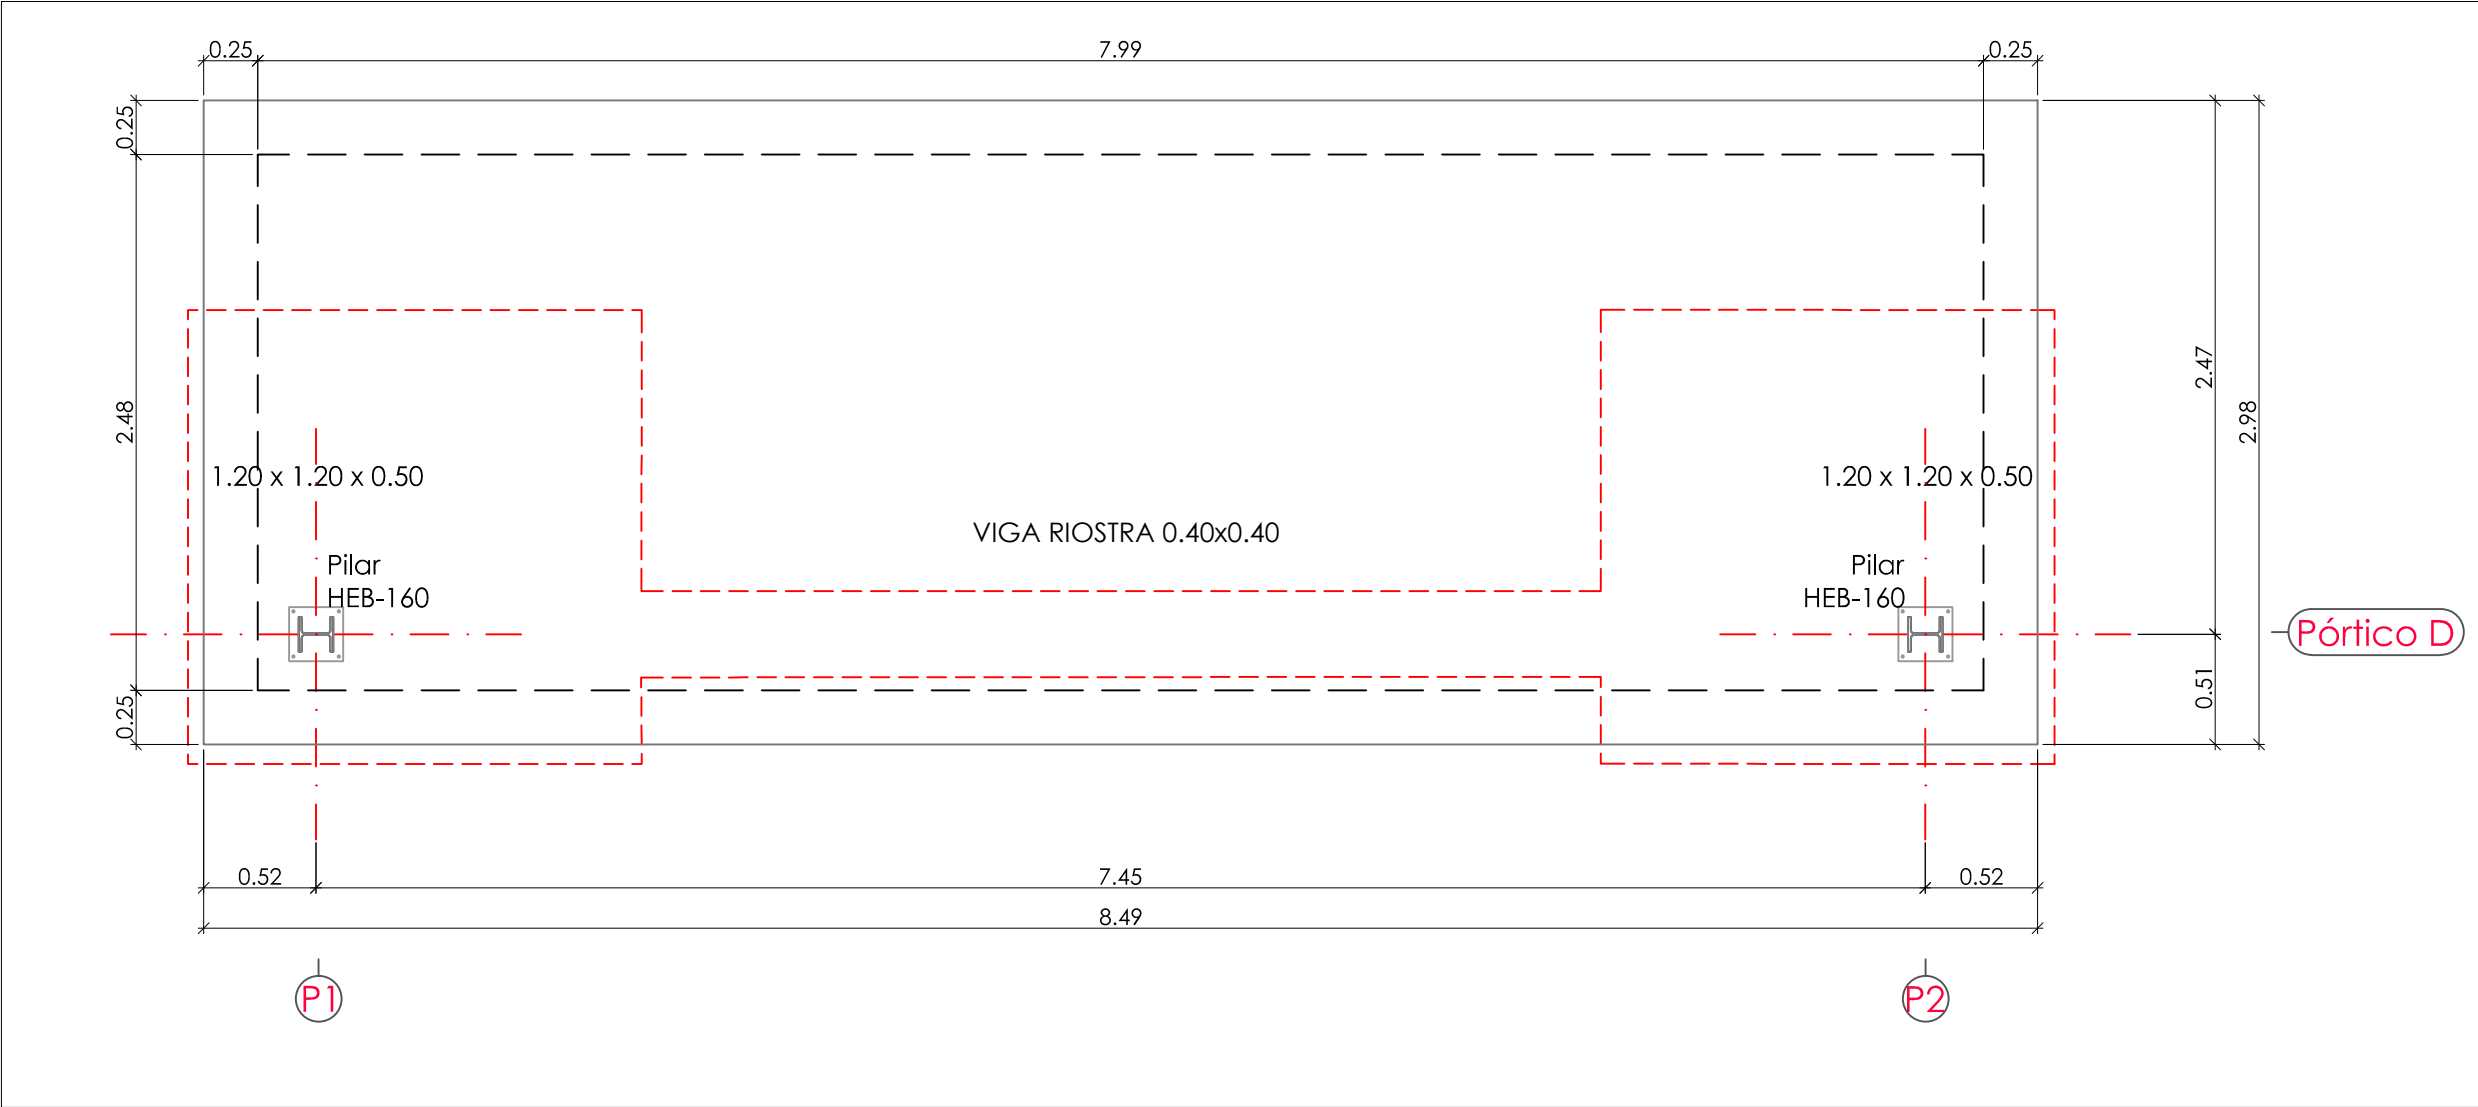 0.25
7.99
0.25
0.25
2.48
0.25
2.47
2.98
0.51
1.20 x 1.20 x 0.50
1.20 x 1.20 x 0.50
VIGA RIOSTRA 0.40x0.40
Pilar
HEB-160
Pilar
HEB-160
Pórtico D
0.52
7.45
0.52
8.49
P1
P2